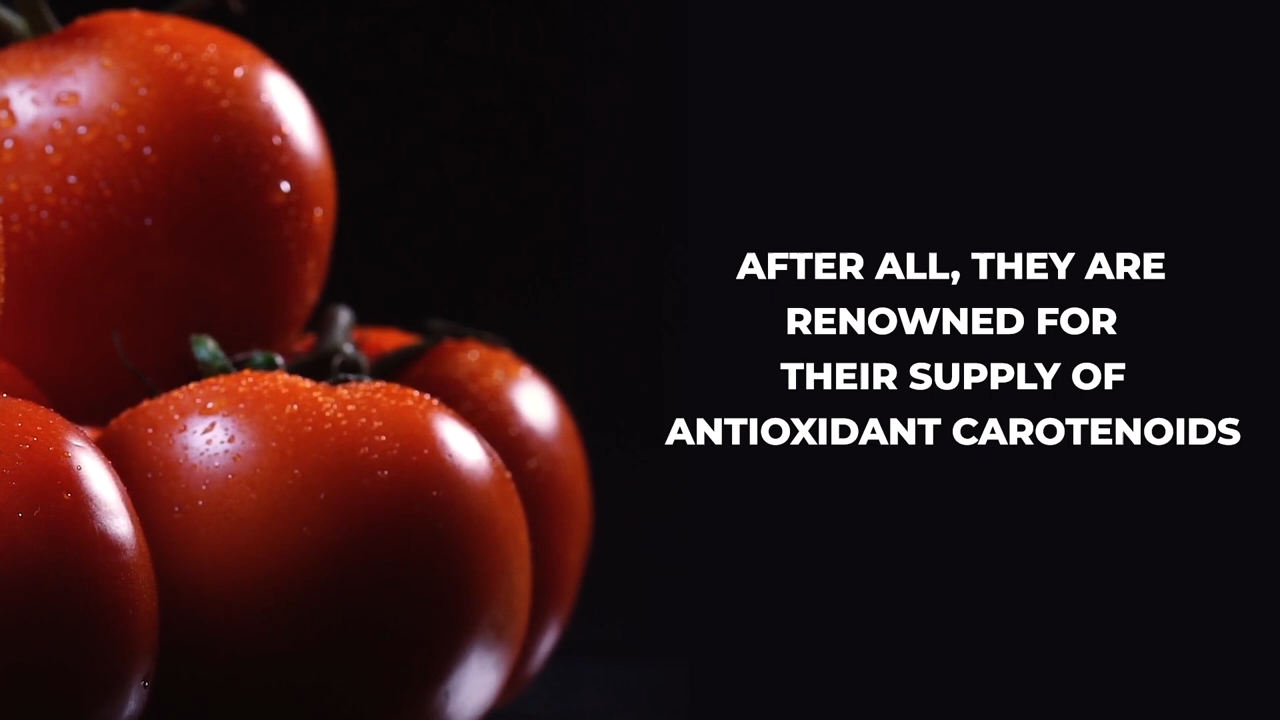 AFTER ALL, THEY ARE
RENOWNED FOR
THEIR SUPPLY OF
ANTIOXIDANT CAROTENOIDS